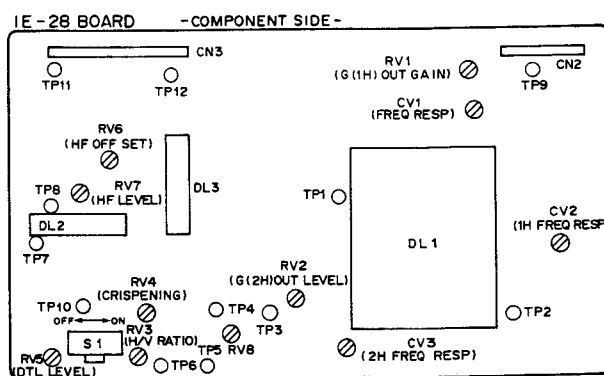 IE-28 BOARD -COMPONENT SIDE-
CN3
CN2
TP11
TP12
RV1
(G(1H) OUT GAIN)
TP9
CV1
(FREQ RESP)
RV6
(HF OFF SET)
DL3
TP8
RV7
(HF LEVEL)
TP1
DL2
DL1
CV2
(1H FREQ RESP)
TP7
RV4
(CRISPENING)
RV2
(G(2H)OUT LEVEL)
TP10
TP4
TP3
TP2
OFF ON
S1
RV3
(H/V RATIO)
RV8
RV5
(DTL LEVEL)
TP6
TP5
CV3
(2H FREQ RESP)